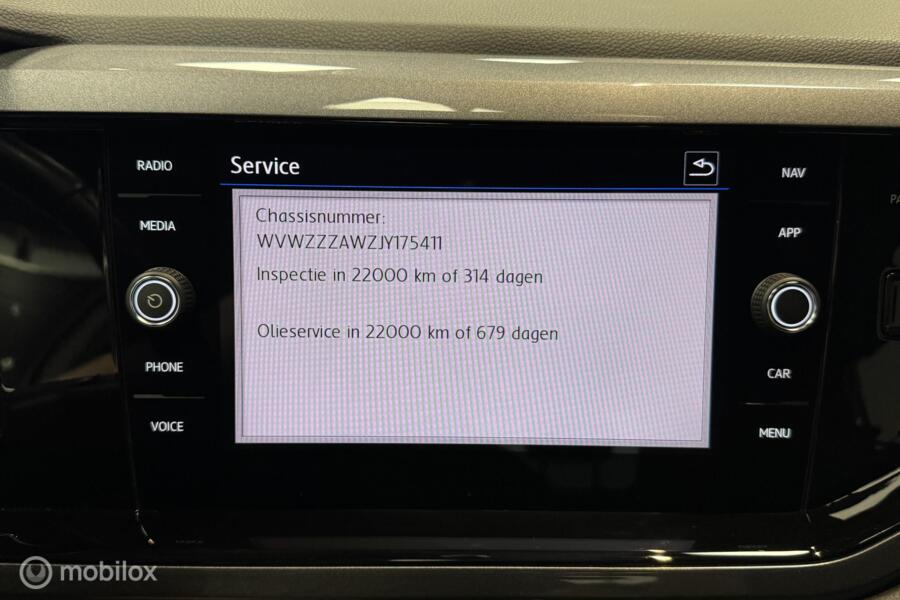 RADIO
Service
NAV
MEDIA
APP
Chassisnummer:
WVWZZZAWZJY175411
Inspectie in 22000 km of 314 dagen
Olieservice in 22000 km of 679 dagen
PHONE
CAR
VOICE
MENU
mobilox